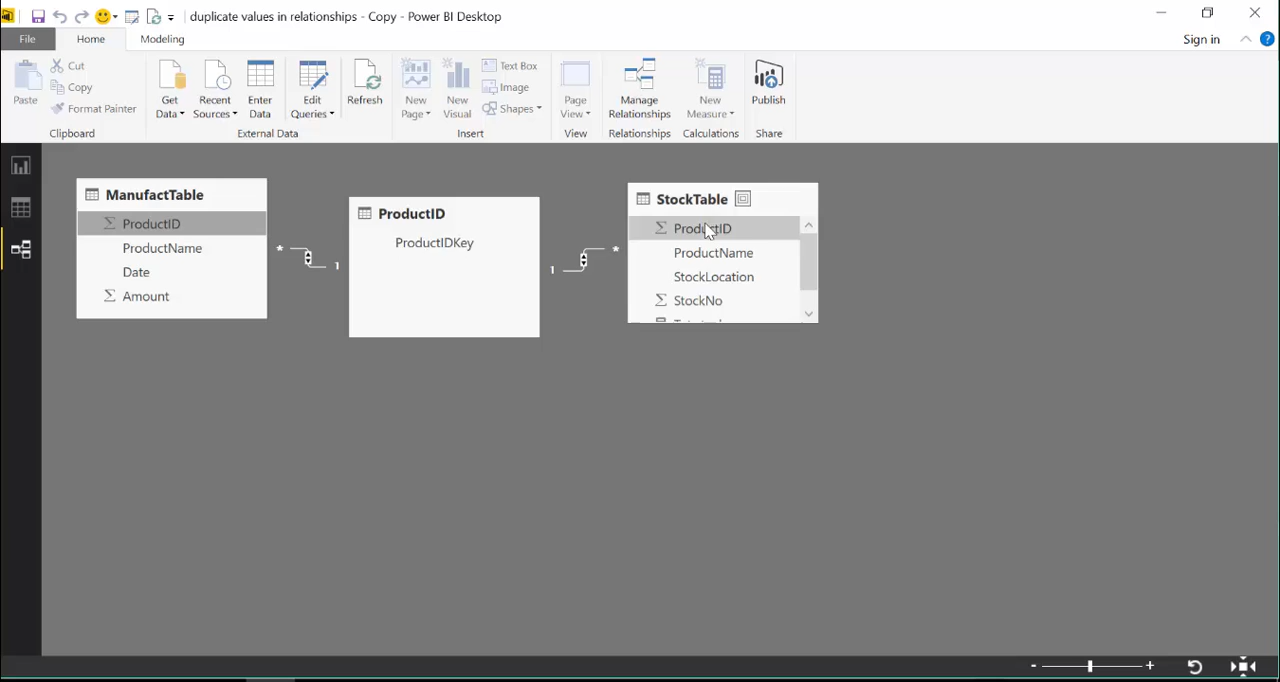 duplicate values in relationships - Copy - Power BI Desktop
File
Home
Modeling
Sign in
?
Paste
Cut
Copy
Format Painter
Clipboard
Get Data
Recent Sources
Enter Data
External Data
Edit Queries
Refresh
New Page
New Visual
Text Box
Image
Shapes
Insert
Page View
View
Manage Relationships
Relationships
New Measure
Calculations
Publish
Share
ManufactTable
Σ ProductID
ProductName
Date
Σ Amount
* 1
ProductID
ProductIDKey
1 *
StockTable
Σ ProductID
ProductName
StockLocation
Σ StockNo
- +